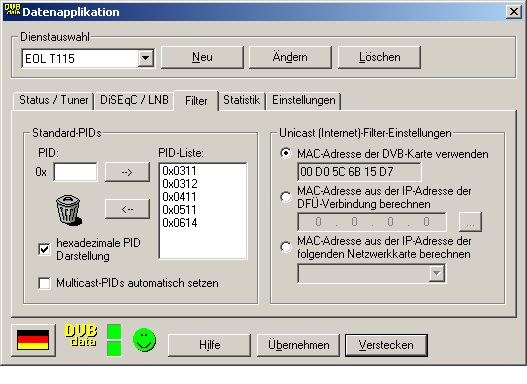 DVB data Datenapplikation
Dienstauswahl
EOL T115 Neu Ändern Löschen
Status / Tuner DiSEqC / LNB Filter Statistik Einstellungen
Standard-PIDs
PID: PID-Liste:
0x -->
0x0311
0x0312
0x0411
0x0511
0x0614
<--
hexadezimale PID
Darstellung
Multicast-PIDs automatisch setzen
Unicast (Internet)-Filter-Einstellungen
MAC-Adresse der DVB-Karte verwenden
00 D0 5C 6B 15 D7
MAC-Adresse aus der IP-Adresse der
DFÜ-Verbindung berechnen
0 . 0 . 0 . 0 ...
MAC-Adresse aus der IP-Adresse der
folgenden Netzwerkkarte berechnen
DVB
data
Hilfe Übernehmen Verstecken